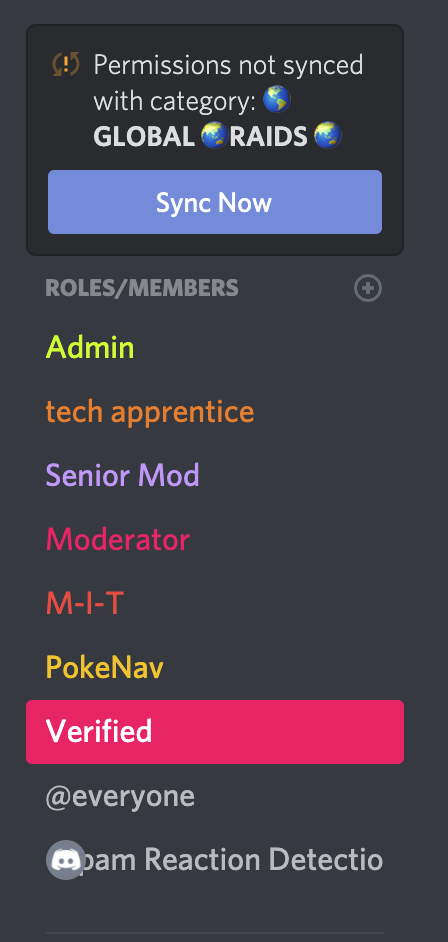 Permissions not synced
with category: 🌎
GLOBAL 🌏RAIDS 🌏
Sync Now
ROLES/MEMBERS
Admin
tech apprentice
Senior Mod
Moderator
M-I-T
PokeNav
Verified
@everyone
pam Reaction Detectio